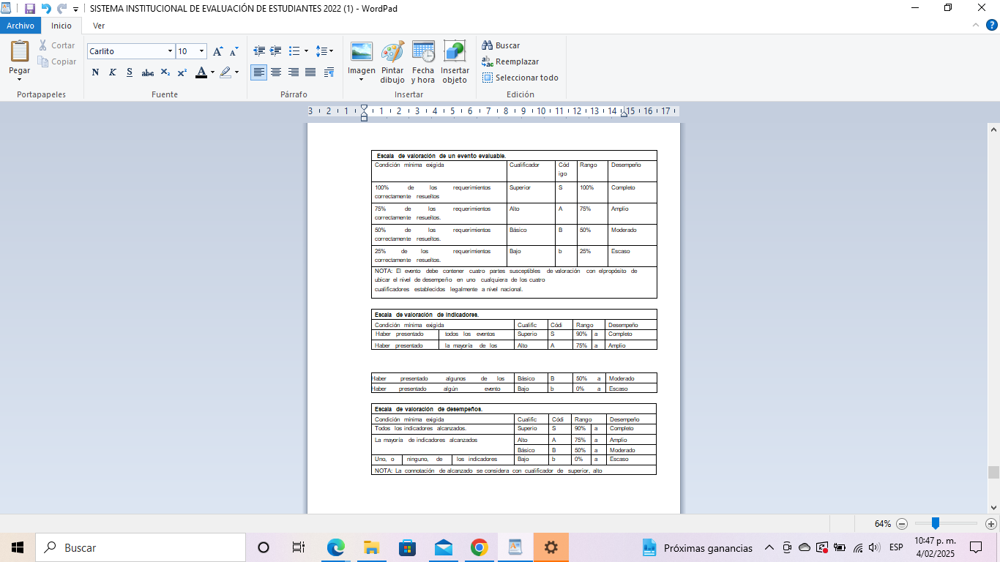 SISTEMA INSTITUCIONAL DE EVALUACIÓN DE ESTUDIANTES 2022 (1) - WordPad
Archivo Inicio Ver
Pegar Cortar Copiar
Carlito 10
N K S abc X₂ X² A
Imagen Pintar dibujo Fecha y hora Insertar objeto
Buscar
Reemplazar
Seleccionar todo
Portapapeles Fuente Párrafo Insertar Edición
3 2 1 1 2 3 4 5 6 7 8 9 10 11 12 13 14 15 16 17
Escala de valoración de un evento evaluable.
Condición mínima exigida Cualificador Cód igo Rango Desempeño
100% de los requerimientos correctamente resueltos Superior S 100% Completo
75% de los requerimientos correctamente resueltos. Alto A 75% Amplio
50% de los requerimientos correctamente resueltos. Básico B 50% Moderado
25% de los requerimientos correctamente resueltos. Bajo b 25% Escaso
NOTA: El evento debe contener cuatro partes susceptibles de valoración con elpropósito de
ubicar el nivel de desempeño en uno cualquiera de los cuatro
cualificadores establecidos legalmente a nivel nacional.
Escala de valoración de indicadores.
Condición mínima exigida Cualific Códi Rango Desempeño
Haber presentado todos los eventos Superio S 90% a Completo
Haber presentado la mayoría de los Alto A 75% a Amplio
Haber presentado algunos de los Básico B 50% a Moderado
Haber presentado algún evento Bajo b 0% a Escaso
Escala de valoración de desempeños.
Condición mínima exigida Cualific Códi Rango Desempeño
Todos los indicadores alcanzados. Superio S 90% a Completo
La mayoría de indicadores alcanzados Alto A 75% a Amplio
Básico B 50% a Moderado
Uno, o ninguno, de los indicadores Bajo b 0% a Escaso
NOTA: La connotación de alcanzado se considera con cualificador de superior, alto
64%
Buscar
Próximas ganancias
ESP
10:47 p. m.
4/02/2025